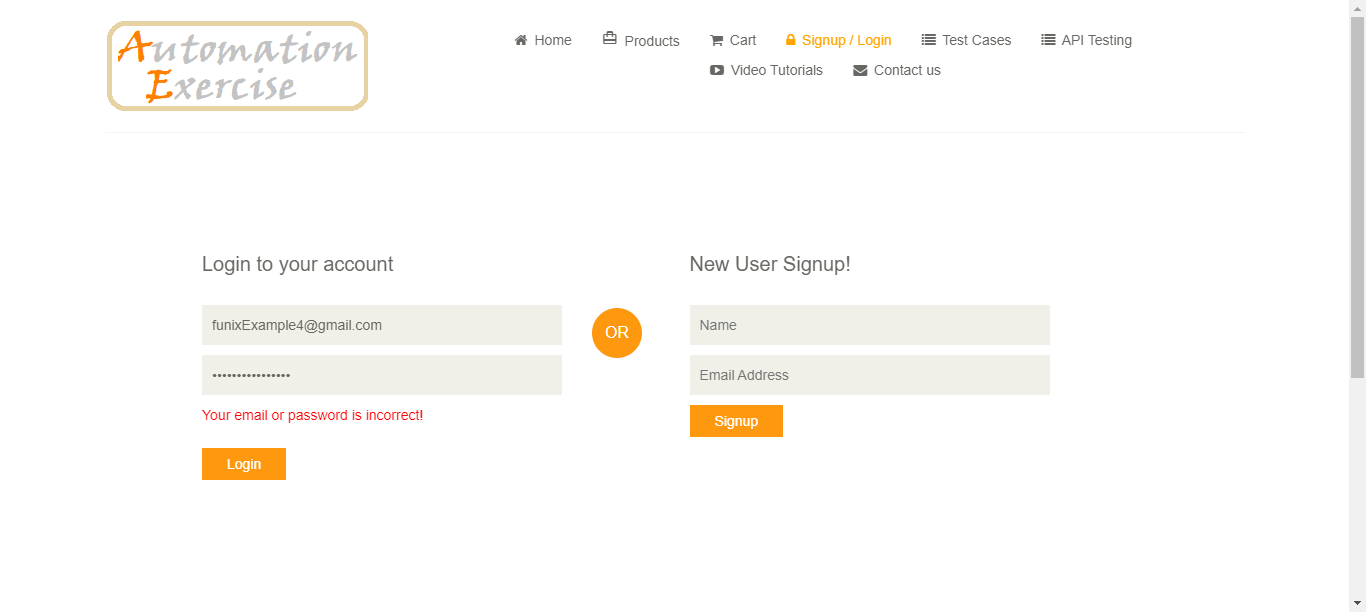 Automation
Exercise
Home Products Cart Signup / Login Test Cases API Testing
Video Tutorials Contact us
Login to your account
funixExample4@gmail.com
••••••••••••••••
Your email or password is incorrect!
Login
OR
New User Signup!
Name
Email Address
Signup